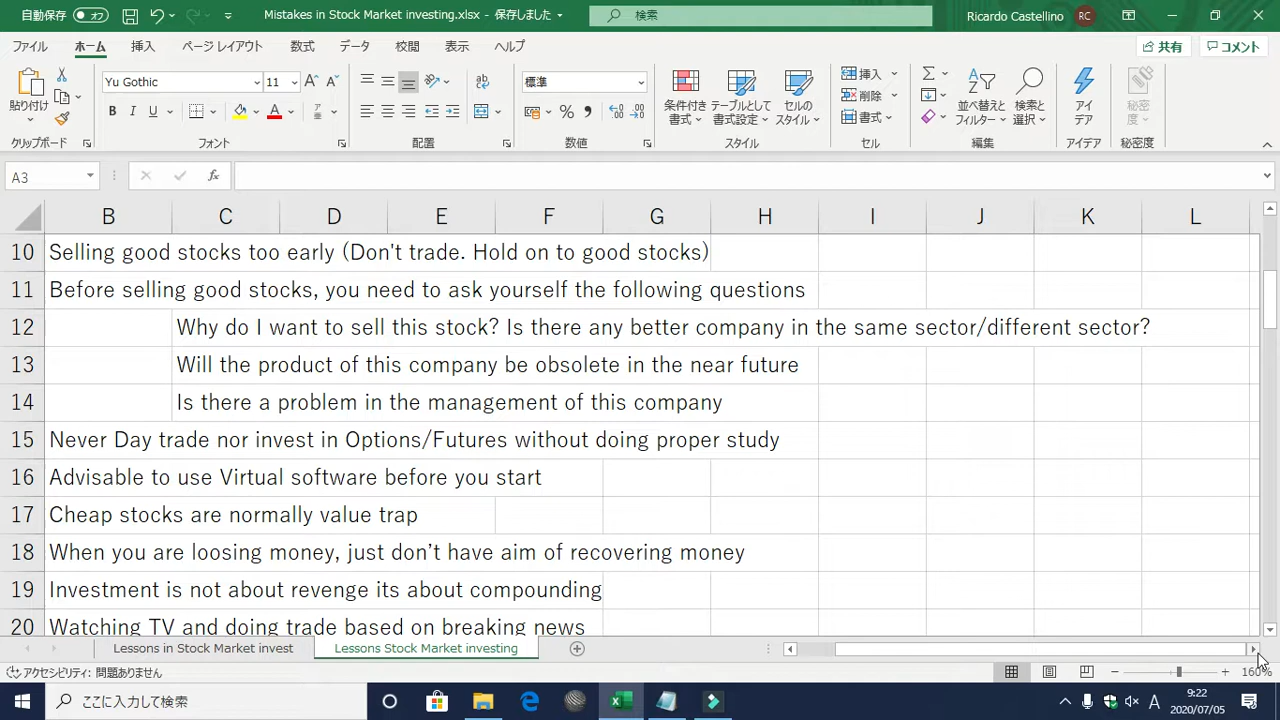 自動保存 オフ Mistakes in Stock Market investing.xlsx - 保存しました 検索 Ricardo Castellino RC
ファイル ホーム 挿入 ページ レイアウト 数式 データ 校閲 表示 ヘルプ 共有 コメント
貼り付け Yu Gothic 11 標準 条件付き書式 テーブルとして書式設定 セルのスタイル 挿入 削除 書式 並べ替えとフィルター 検索と選択 アイデア 秘密度
クリップボード フォント 配置 数値 スタイル セル 編集 アイデア 秘密度
A3
B C D E F G H I J K L
10 Selling good stocks too early (Don't trade. Hold on to good stocks)
11 Before selling good stocks, you need to ask yourself the following questions
12 Why do I want to sell this stock? Is there any better company in the same sector/different sector?
13 Will the product of this company be obsolete in the near future
14 Is there a problem in the management of this company
15 Never Day trade nor invest in Options/Futures without doing proper study
16 Advisable to use Virtual software before you start
17 Cheap stocks are normally value trap
18 When you are loosing money, just don’t have aim of recovering money
19 Investment is not about revenge its about compounding
20 Watching TV and doing trade based on breaking news
Lessons in Stock Market invest Lessons Stock Market investing
アクセシビリティ: 問題ありません 160%
ここに入力して検索 A 9:22
2020/07/05